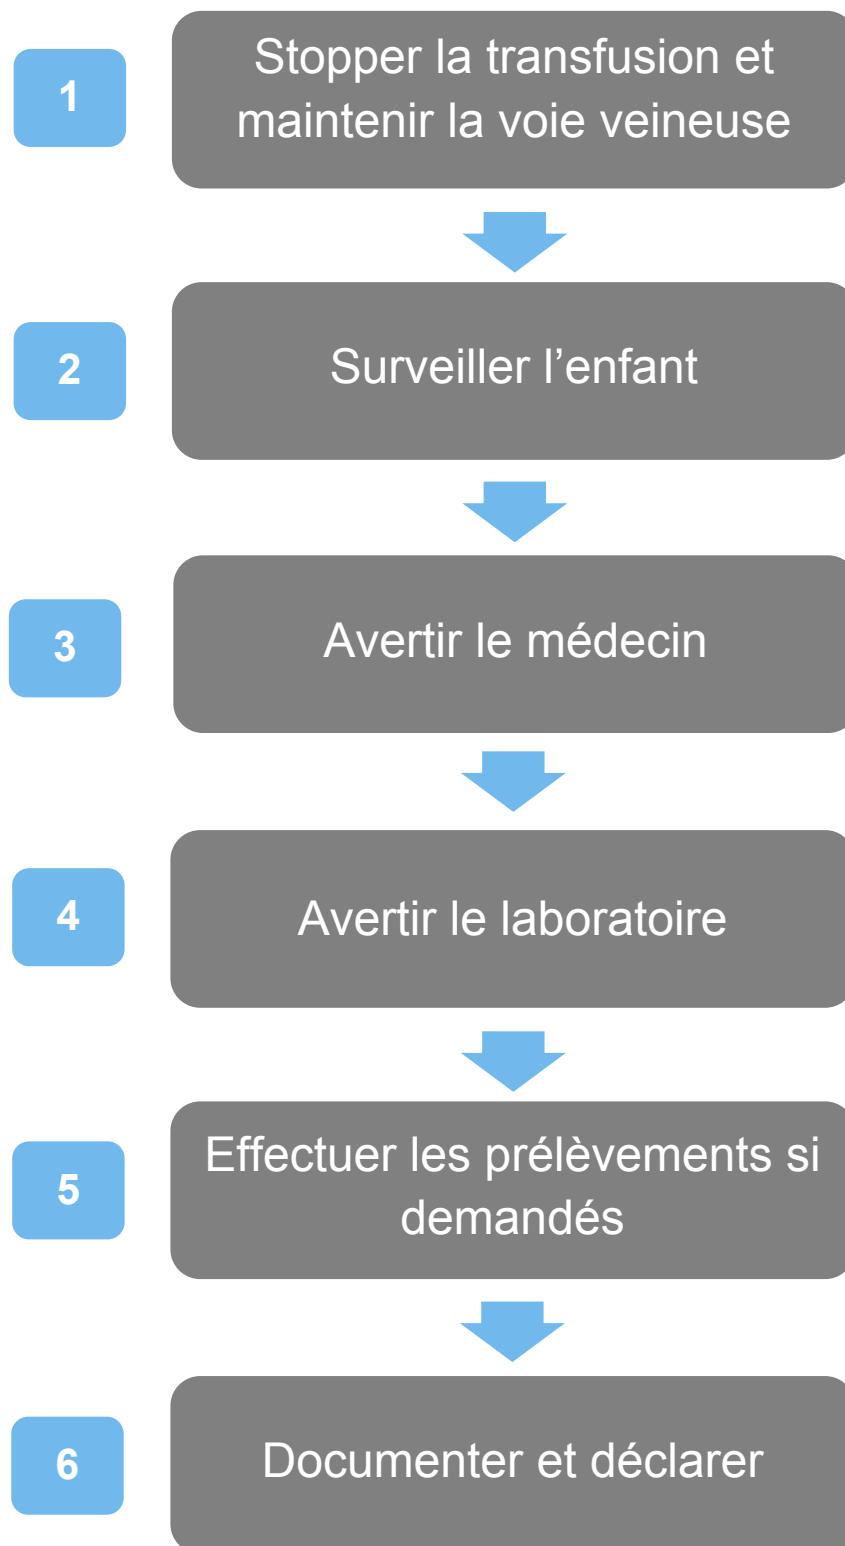 1
Stopper la transfusion et
maintenir la voie veineuse
2
Surveiller l’enfant
3
Avertir le médecin
4
Avertir le laboratoire
5
Effectuer les prélèvements si
demandés
6
Documenter et déclarer